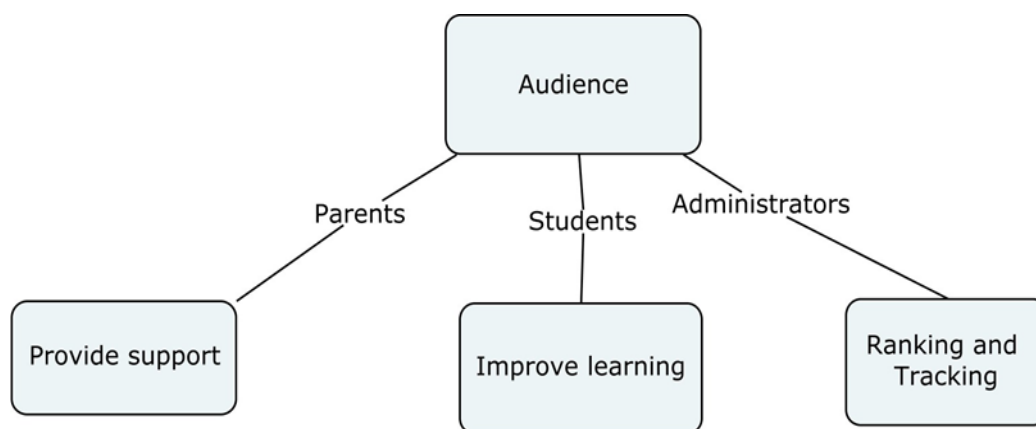 Audience
Parents
Students
Administrators
Provide support
Improve learning
Ranking and
Tracking